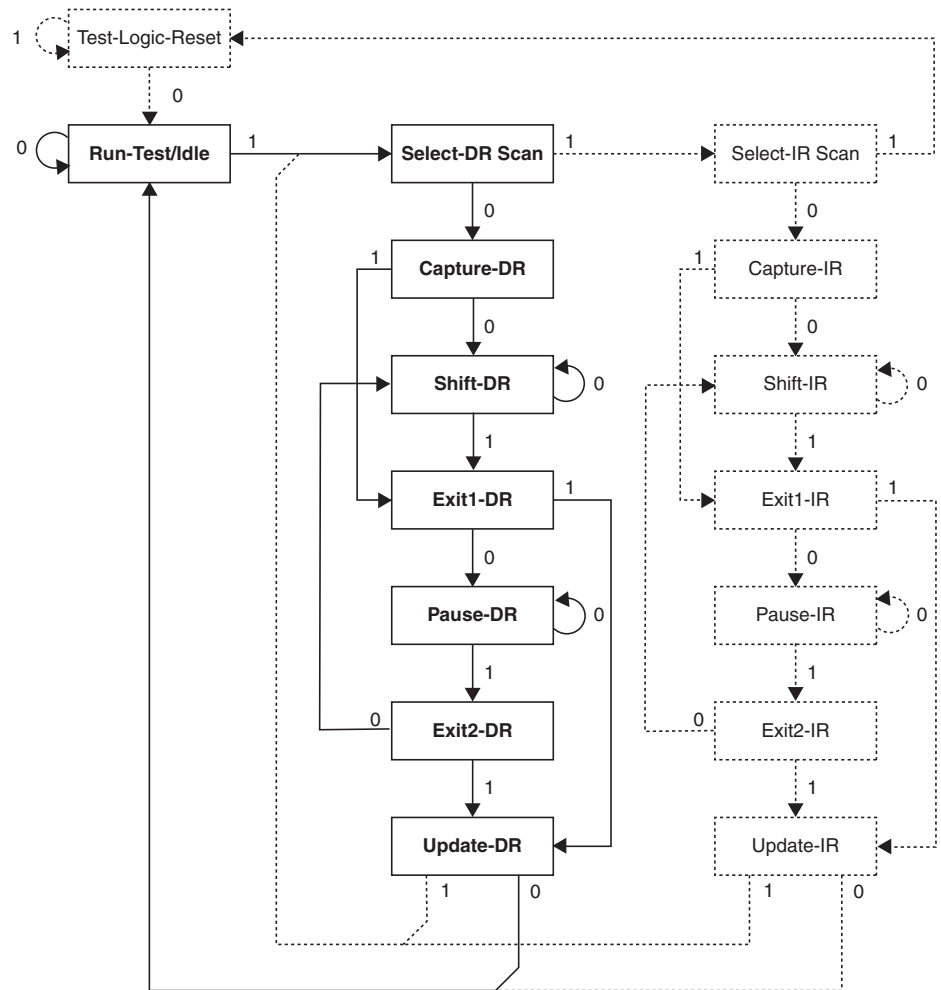 1
Test-Logic-Reset
0
0
Run-Test/Idle
1
Select-DR Scan
1
Select-IR Scan
1
0
0
1
Capture-DR
1
Capture-IR
0
0
Shift-DR
0
Shift-IR
0
1
1
Exit1-DR
1
Exit1-IR
1
0
0
Pause-DR
0
Pause-IR
0
1
1
0
Exit2-DR
0
Exit2-IR
1
1
Update-DR
Update-IR
1
0
1
0